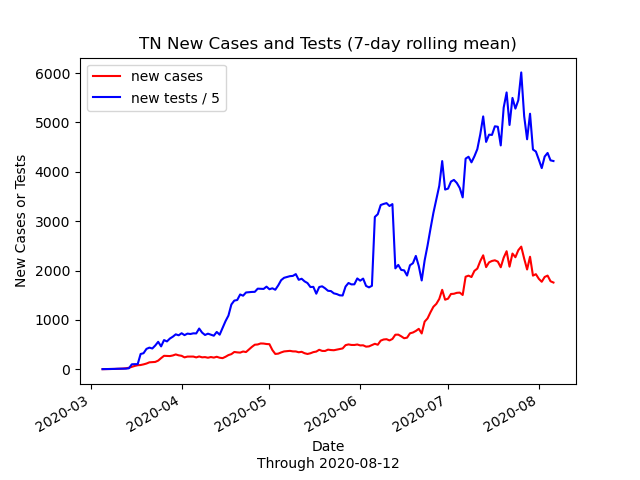 TN New Cases and Tests (7-day rolling mean)
new cases
new tests / 5
6000
5000
4000
3000
2000
1000
0
New Cases or Tests
2020-03
2020-04
2020-05
2020-06
2020-07
2020-08
Date
Through 2020-08-12